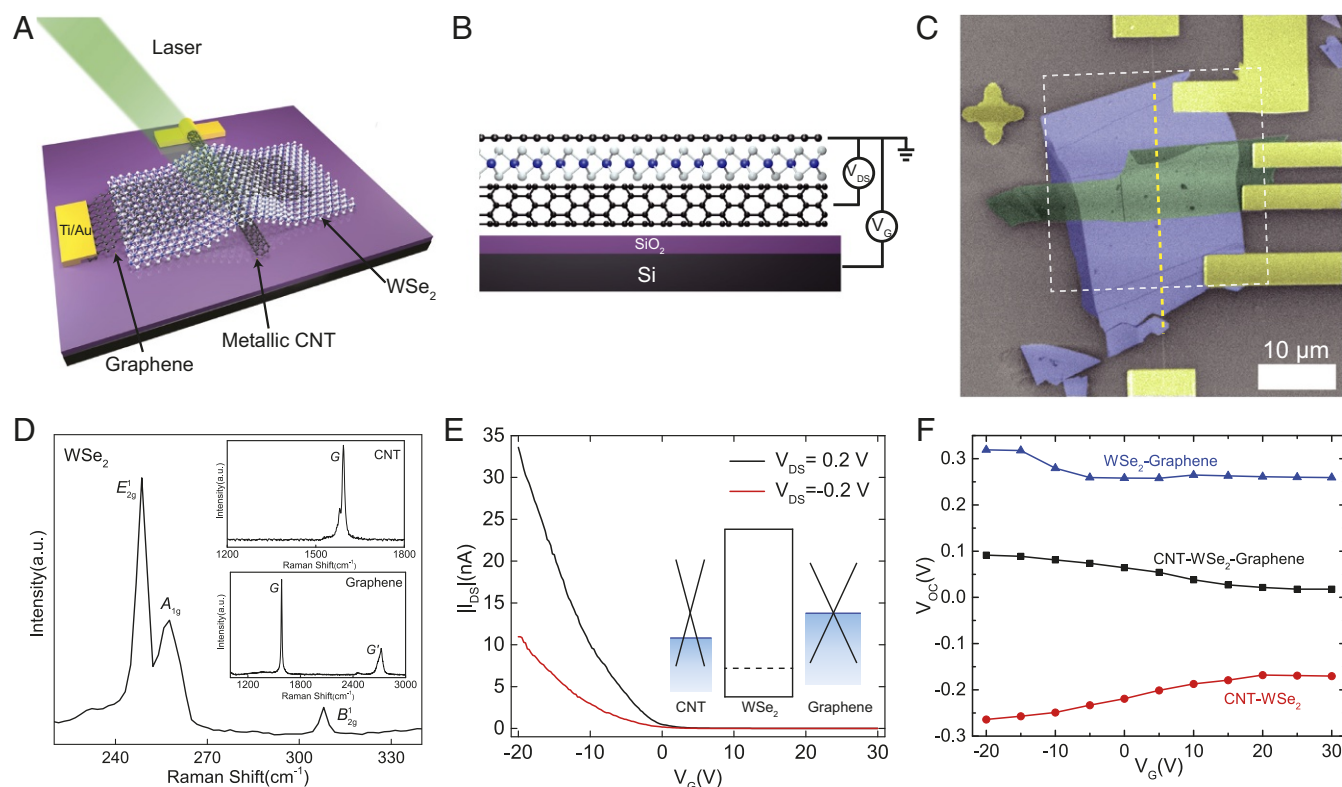 A
Laser
Ti/Au
WSe2
Metallic CNT
Graphene
B
VDS
VG
SiO2
Si
C
10 μm
D
WSe2
E12g
A1g
B12g
Intensity(a.u.)
240 270 300 330
Raman Shift(cm-1)
CNT
G
Intensity(a.u.)
1200 1500 1800
Raman Shift(cm-1)
Graphene
G
G'
Intensity(a.u.)
1200 1800 2400 3000
Raman Shift(cm-1)
E
|IDS|(nA)
35
30
25
20
15
10
5
0
VDS= 0.2 V
VDS=-0.2 V
CNT WSe2 Graphene
-20 -10 0 10 20 30
VG(V)
F
VOC(V)
0.3
0.2
0.1
0.0
-0.1
-0.2
-0.3
WSe2-Graphene
CNT-WSe2-Graphene
CNT-WSe2
-20 -10 0 10 20 30
VG(V)